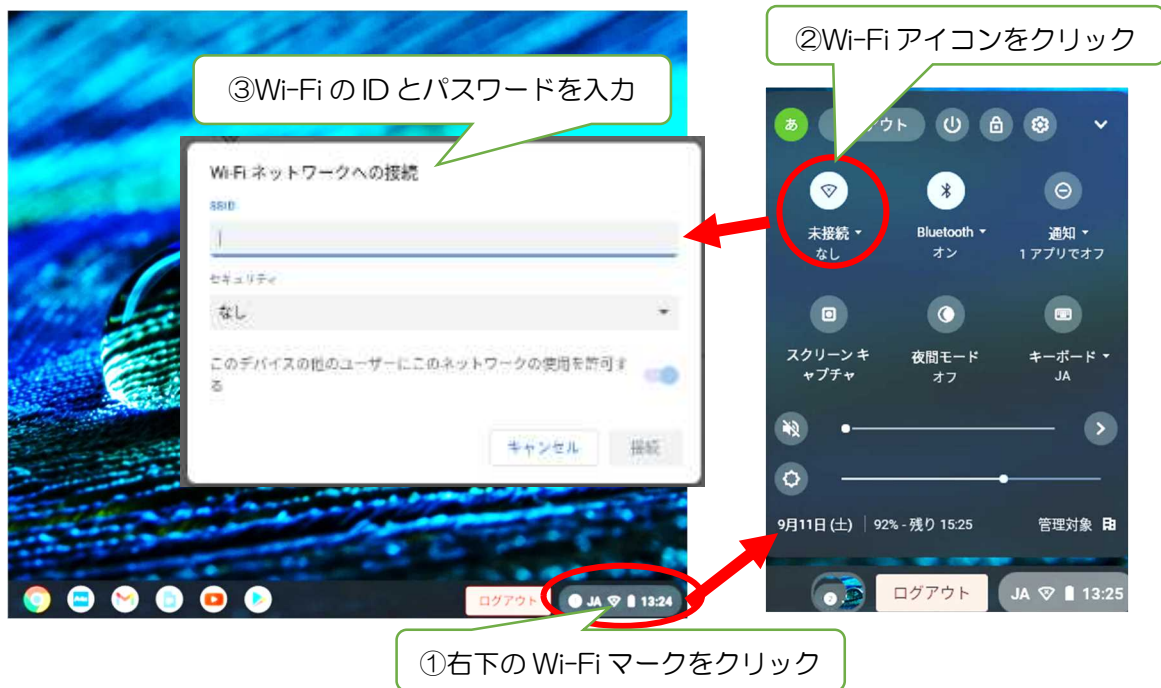 ②Wi-Fi アイコンをクリック
③Wi-Fi の ID とパスワードを入力
Wi-Fi ネットワークへの接続
SSID
セキュリティ
なし
このデバイスの他のユーザーにこのネットワークの使用を許可す
る
キャンセル 接続
ログアウト JA 13:24
あ ウト
未接続 Bluetooth 通知
なし オン 1 アプリでオフ
スクリーン キ 夜間モード キーボード
ャプチャ オフ JA
9月11日 (土) 92% - 残り 15:25 管理対象
ログアウト JA 13:25
①右下の Wi-Fi マークをクリック